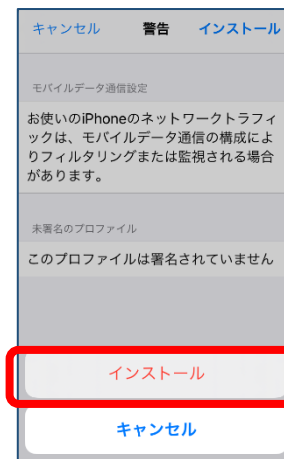 キャンセル 警告 インストール
モバイルデータ通信設定
お使いのiPhoneのネットワークトラフィ
ックは、モバイルデータ通信の構成によ
りフィルタリングまたは監視される場合
があります。
未署名のプロファイル
このプロファイルは署名されていません
インストール
キャンセル